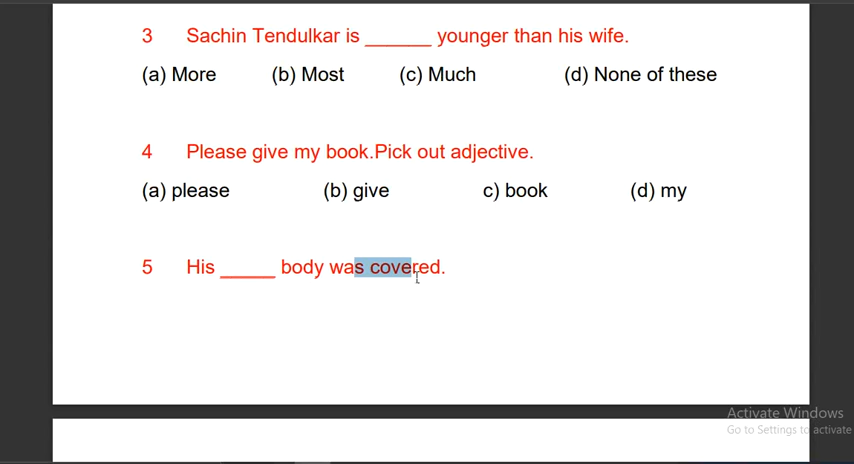 3 Sachin Tendulkar is ______ younger than his wife.
(a) More (b) Most (c) Much (d) None of these
4 Please give my book.Pick out adjective.
(a) please (b) give c) book (d) my
5 His _____ body was covered.
Activate Windows
Go to Settings to activate